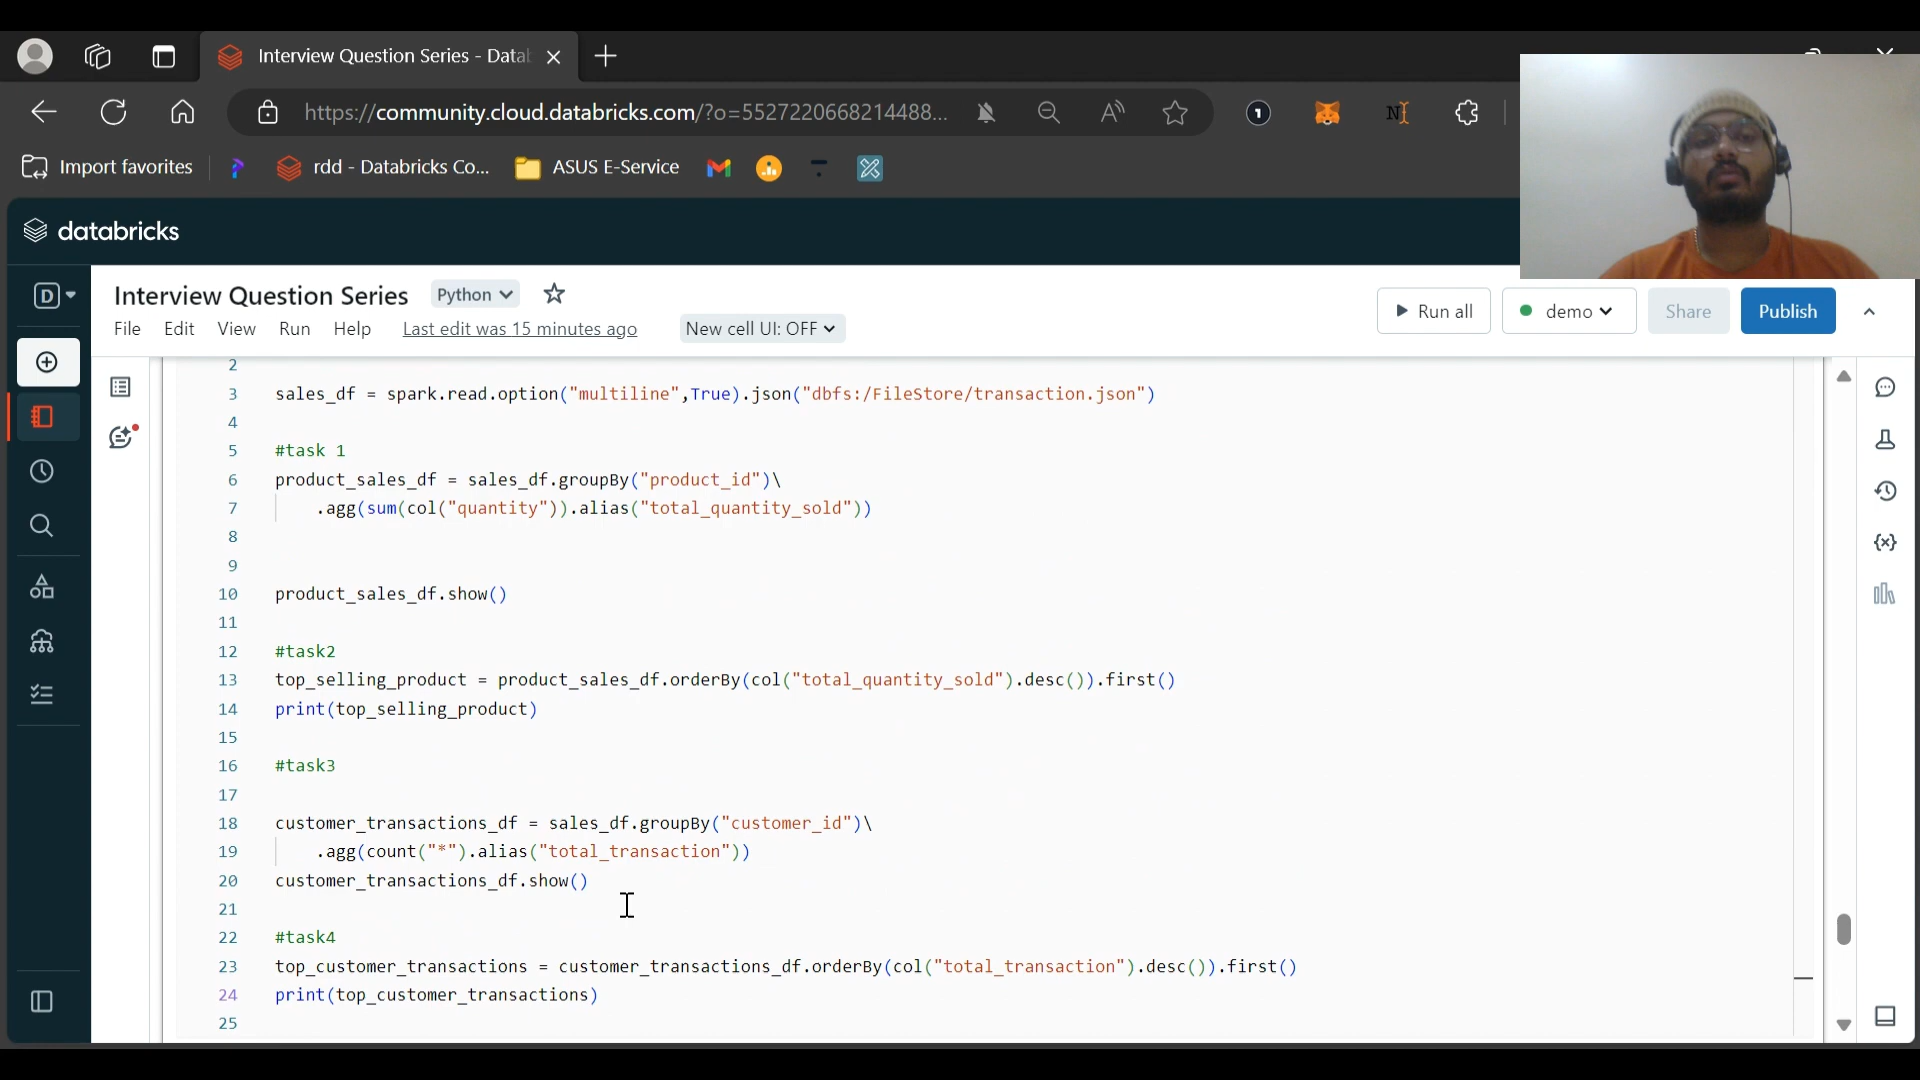 Interview Question Series - Datab
https://community.cloud.databricks.com/?o=5527220668214488...
Import favorites
rdd - Databricks Co...
ASUS E-Service
databricks
D
Interview Question Series
Python
File
Edit
View
Run
Help
Last edit was 15 minutes ago
New cell UI: OFF
Run all
demo
Share
Publish
2
3 sales_df = spark.read.option("multiline",True).json("dbfs:/FileStore/transaction.json")
4
5 #task 1
6 product_sales_df = sales_df.groupBy("product_id")\
7 .agg(sum(col("quantity")).alias("total_quantity_sold"))
8
9
10 product_sales_df.show()
11
12 #task2
13 top_selling_product = product_sales_df.orderBy(col("total_quantity_sold").desc()).first()
14 print(top_selling_product)
15
16 #task3
17
18 customer_transactions_df = sales_df.groupBy("customer_id")\
19 .agg(count("*").alias("total_transaction"))
20 customer_transactions_df.show()
21
22 #task4
23 top_customer_transactions = customer_transactions_df.orderBy(col("total_transaction").desc()).first()
24 print(top_customer_transactions)
25